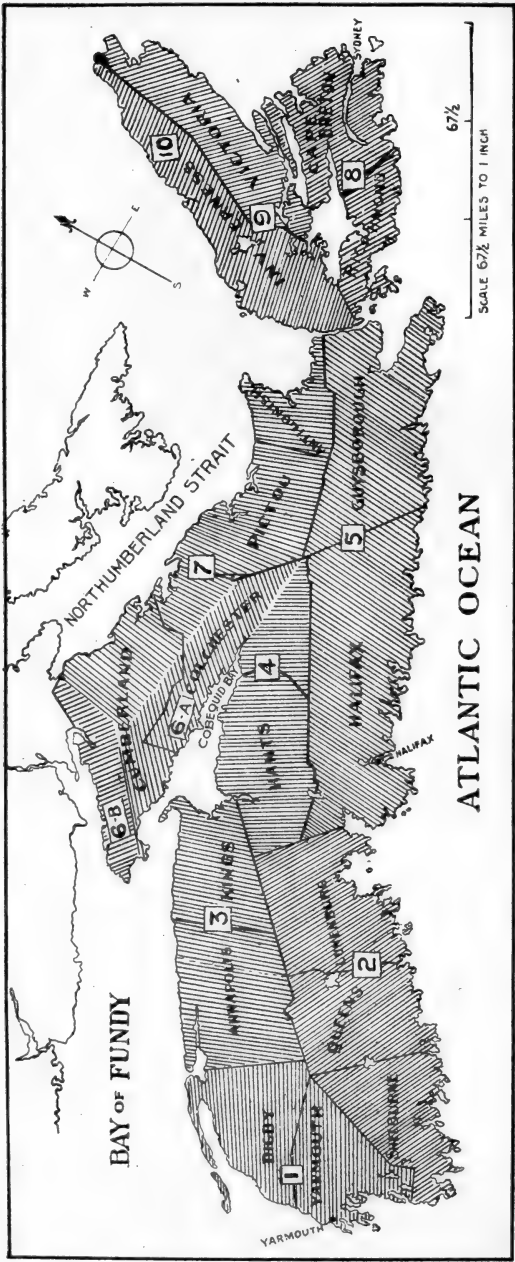 BAY OF FUNDY
NORTHUMBERLAND STRAIT
ATLANTIC OCEAN
COBEQUID BAY
YARMOUTH
DIGBY
YARMOUTH
1
SHELBURNE
QUEENS
LUNENBURG
2
ANNAPOLIS
KINGS
3
HANTS
4
HALIFAX
HALIFAX
5
GUYSBOROUGH
CUMBERLAND
6-B
6-A
COLCHESTER
7
PICTOU
ANTIGONISH
INVERNESS
10
VICTORIA
9
CAPE BRETON
SYDNEY
8
RICHMOND
W
E
S
SCALE 67½ MILES TO 1 INCH
67½